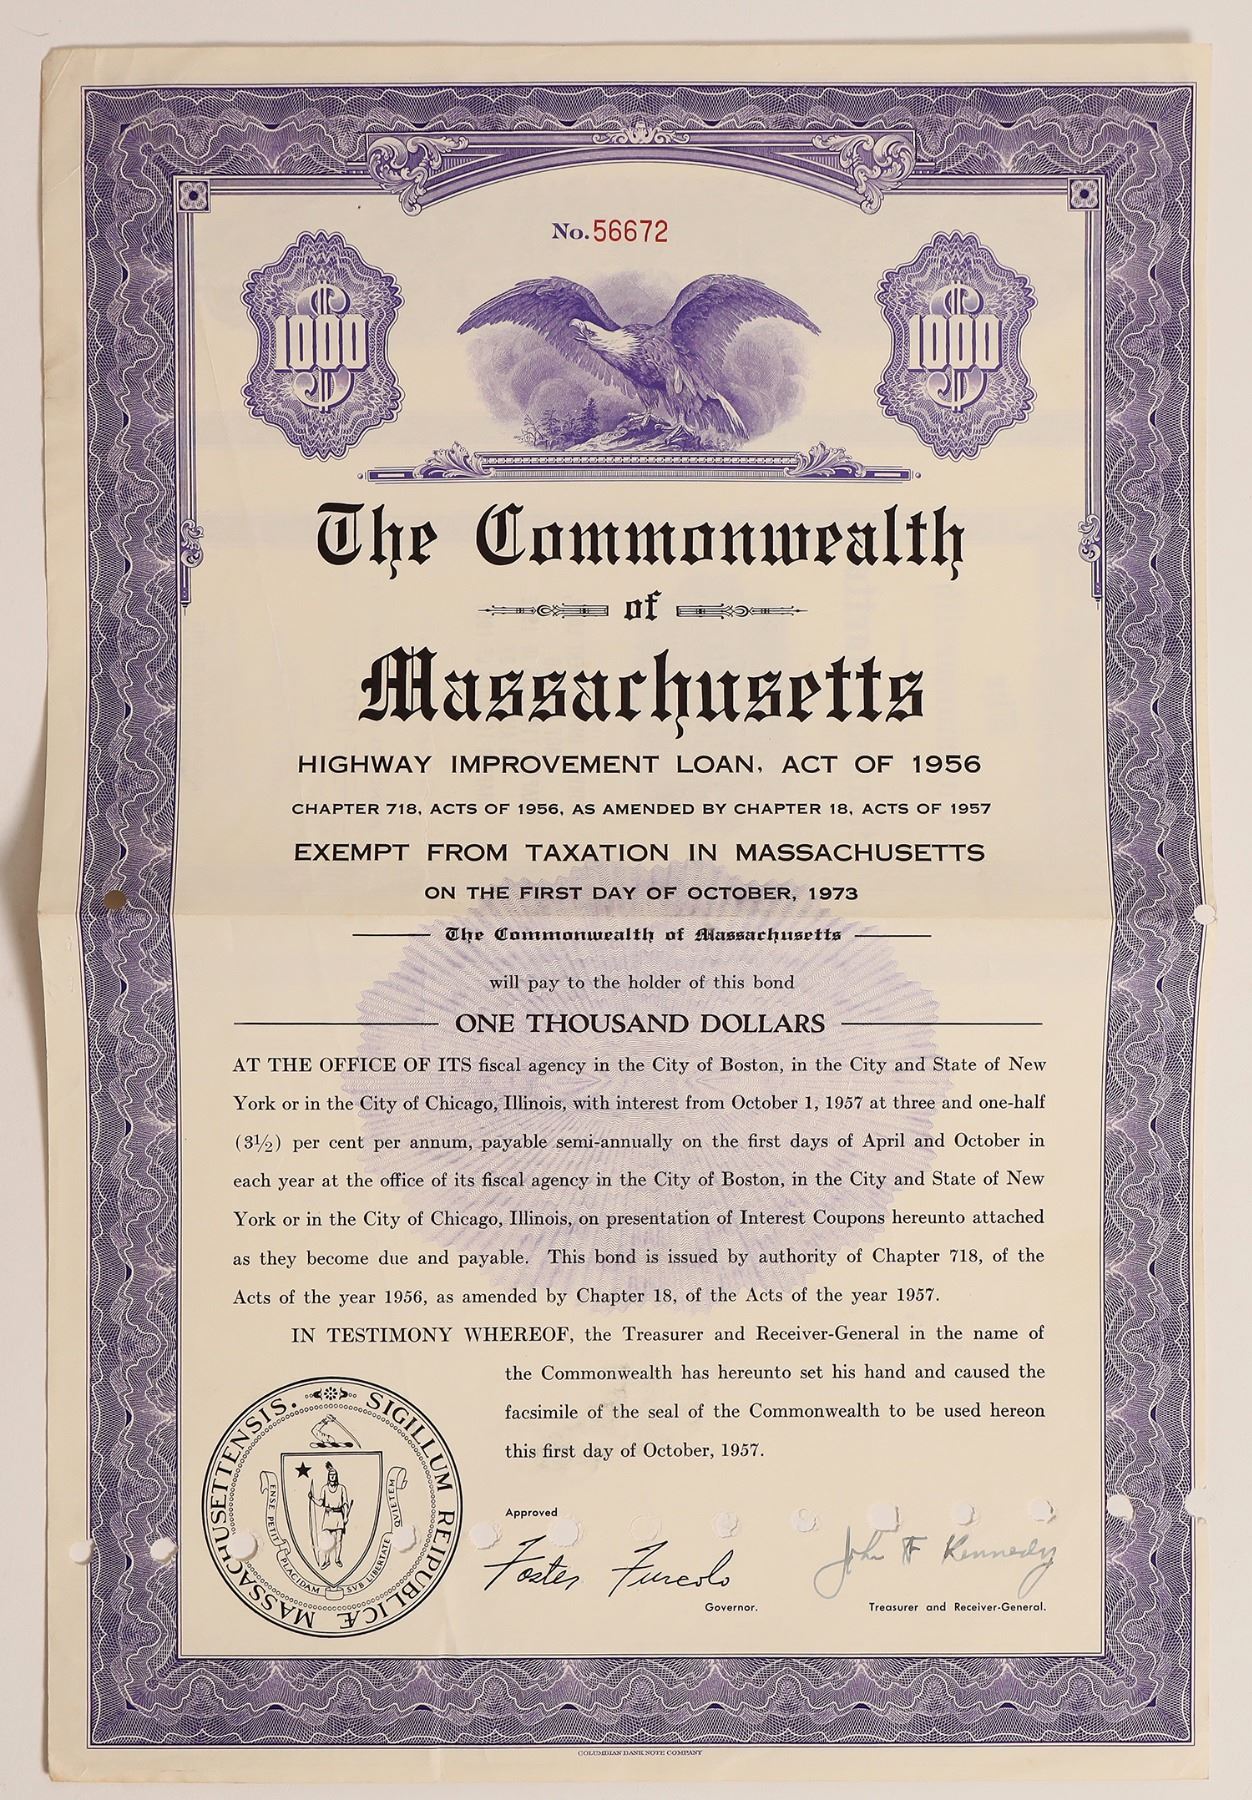 No. 56672
$1000 $1000
The Commonwealth
of
Massachusetts
HIGHWAY IMPROVEMENT LOAN, ACT OF 1956
CHAPTER 718, ACTS OF 1956, AS AMENDED BY CHAPTER 18, ACTS OF 1957
EXEMPT FROM TAXATION IN MASSACHUSETTS
ON THE FIRST DAY OF OCTOBER, 1973
The Commonwealth of Massachusetts
will pay to the holder of this bond
ONE THOUSAND DOLLARS
AT THE OFFICE OF ITS fiscal agency in the City of Boston, in the City and State of New
York or in the City of Chicago, Illinois, with interest from October 1, 1957 at three and one-half
(3½) per cent per annum, payable semi-annually on the first days of April and October in
each year at the office of its fiscal agency in the City of Boston, in the City and State of New
York or in the City of Chicago, Illinois, on presentation of Interest Coupons hereunto attached
as they become due and payable. This bond is issued by authority of Chapter 718, of the
Acts of the year 1956, as amended by Chapter 18, of the Acts of the year 1957.
IN TESTIMONY WHEREOF, the Treasurer and Receiver-General in the name of
the Commonwealth has hereunto set his hand and caused the
facsimile of the seal of the Commonwealth to be used hereon
this first day of October, 1957.
SIGILLUM REIPUBLICÆ MASSACHUSETTENSIS.
ENSE PETIT PLACIDAM SVB LIBERTATE QVIETEM
Approved
Foster Furcolo
Governor.
John F Kennedy
Treasurer and Receiver-General.
COLUMBIAN BANK NOTE COMPANY